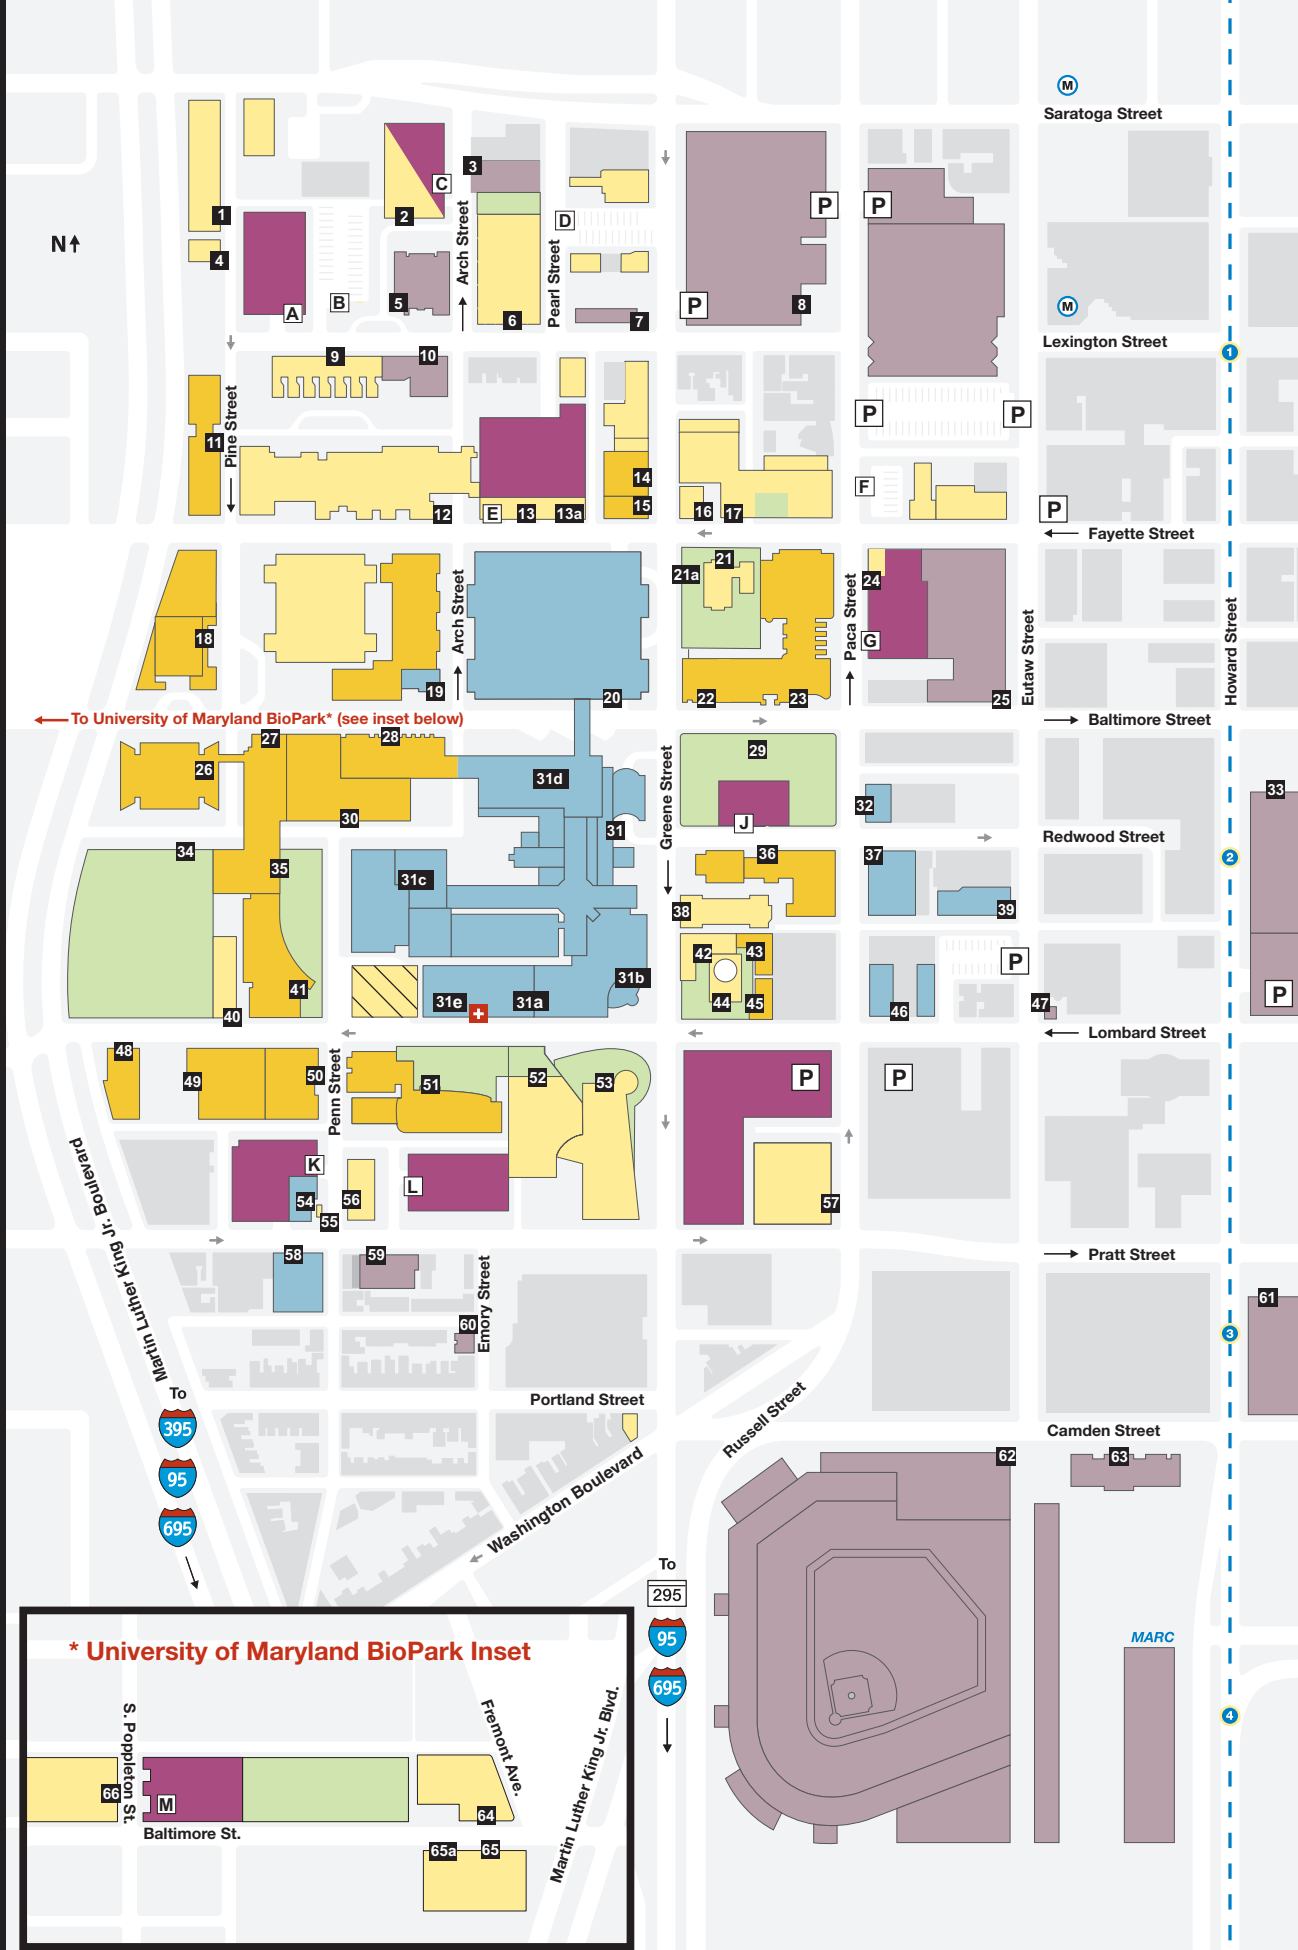 M
Saratoga Street
3
C
P
P
1
2
D
Arch Street
N
4
Pearl Street
A
B
5
P
8
M
6
7
Lexington Street
1
9
10
P
P
Pine Street
11
14
F
12
E
13
13a
15
16
17
P
Fayette Street
21
21a
24
18
Arch Street
Paca Street
G
Eutaw Street
Howard Street
19
20
22
23
25
To University of Maryland BioPark* (see inset below)
Baltimore Street
27
28
29
26
31d
Greene Street
32
33
30
31
J
Redwood Street
34
35
36
37
2
31c
38
39
42
43
P
41
31e
31a
31b
44
45
46
47
P
40
Lombard Street
48
49
50
Penn Street
51
52
53
P
P
K
54
55
56
L
57
Martin Luther King Jr. Boulevard
58
59
Pratt Street
Emory Street
60
61
3
To
395
95
695
Portland Street
Russell Street
Camden Street
Washington Boulevard
62
63
To
295
95
695
MARC
4
* University of Maryland BioPark Inset
S. Poppleton St.
Fremont Ave.
Martin Luther King Jr. Blvd.
66
M
64
Baltimore St.
65a
65